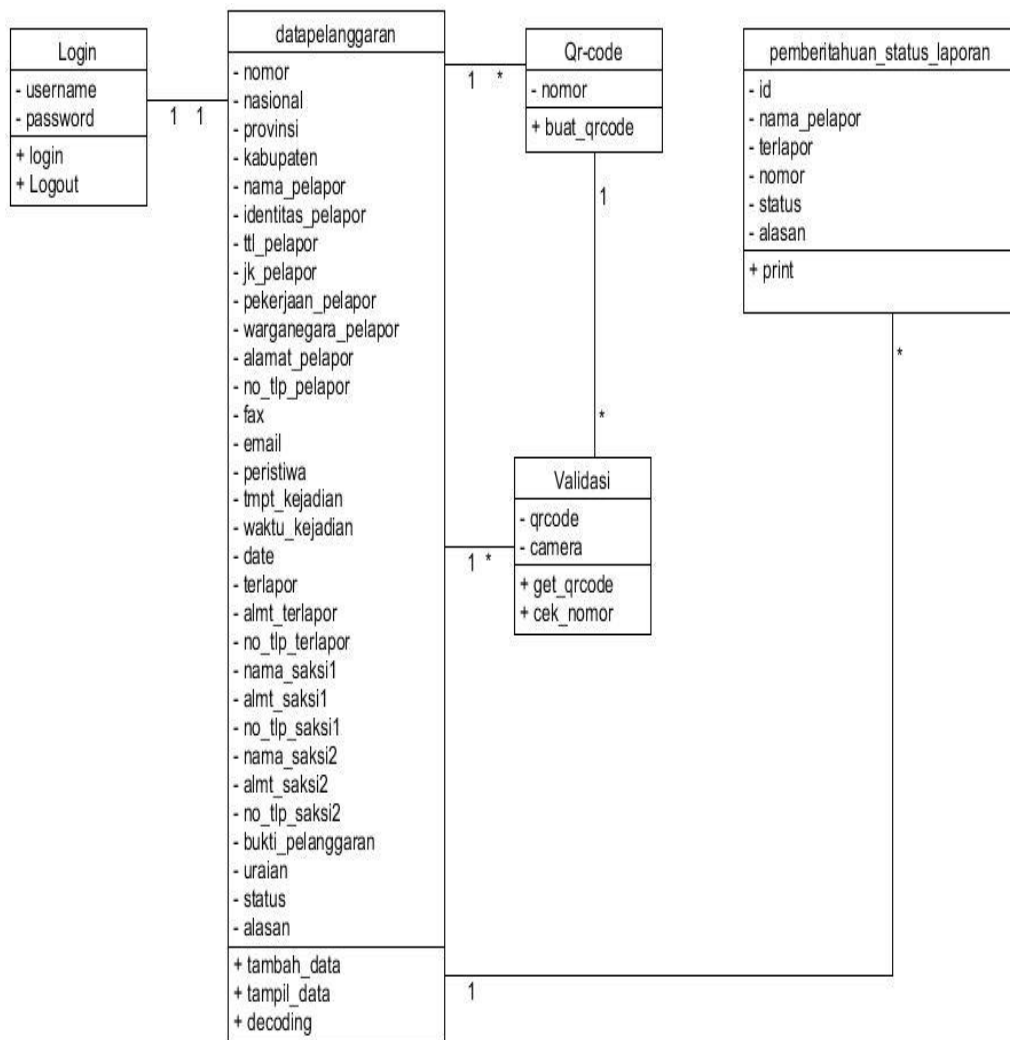 Login
- username
- password
+ login
+ Logout
1 1
datapelanggaran
- nomor
- nasional
- provinsi
- kabupaten
- nama_pelapor
- identitas_pelapor
- ttl_pelapor
- jk_pelapor
- pekerjaan_pelapor
- warganegara_pelapor
- alamat_pelapor
- no_tlp_pelapor
- fax
- email
- peristiwa
- tmpt_kejadian
- waktu_kejadian
- date
- terlapor
- almt_terlapor
- no_tlp_terlapor
- nama_saksi1
- almt_saksi1
- no_tlp_saksi1
- nama_saksi2
- almt_saksi2
- no_tlp_saksi2
- bukti_pelanggaran
- uraian
- status
- alasan
+ tambah_data
+ tampil_data
+ decoding
1 *
Qr-code
- nomor
+ buat_qrcode
1
*
1 *
Validasi
- qrcode
- camera
+ get_qrcode
+ cek_nomor
pemberitahuan_status_laporan
- id
- nama_pelapor
- terlapor
- nomor
- status
- alasan
+ print
*
1